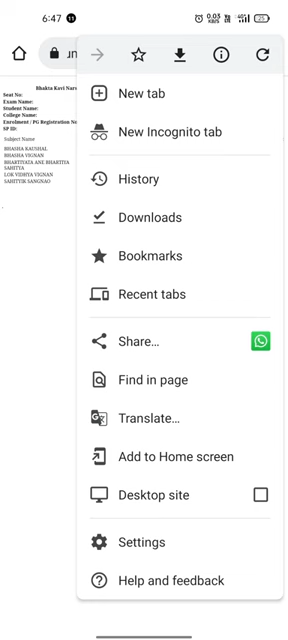 6:47
0.03 KB/S
4G
25
Bhakta Kavi Nars
Seat No:
Exam Name:
Student Name:
College Name:
Enrolment / PG Registration No
SP ID:
Subject Name
BHASHA KAUSHAL
BHASHA VIGNAN
BHARTIYATA ANE BHARTIYA
SAHITYA
LOK VIDHYA VIGNAN
SAHITYIK SANGNAO
New tab
New Incognito tab
History
Downloads
Bookmarks
Recent tabs
Share...
Find in page
Translate...
Add to Home screen
Desktop site
Settings
Help and feedback